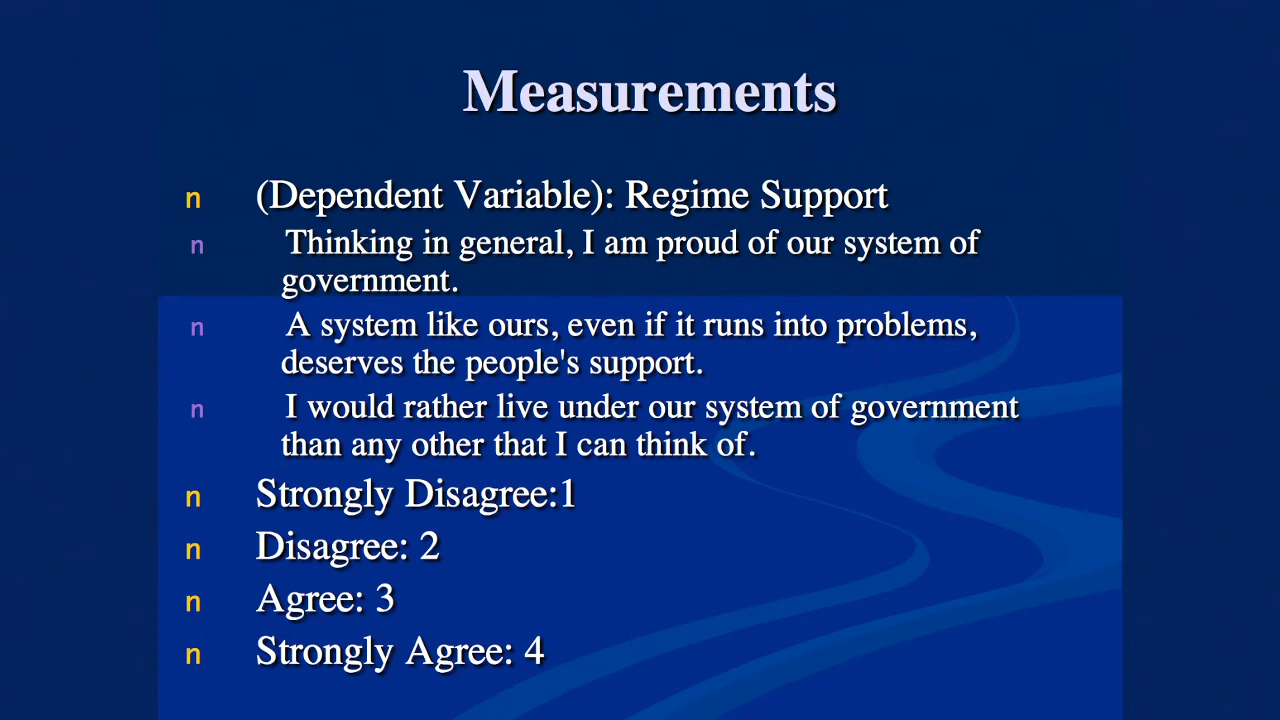 Measurements
n (Dependent Variable): Regime Support
n Thinking in general, I am proud of our system of
government.
n A system like ours, even if it runs into problems,
deserves the people's support.
n I would rather live under our system of government
than any other that I can think of.
n Strongly Disagree:1
n Disagree: 2
n Agree: 3
n Strongly Agree: 4